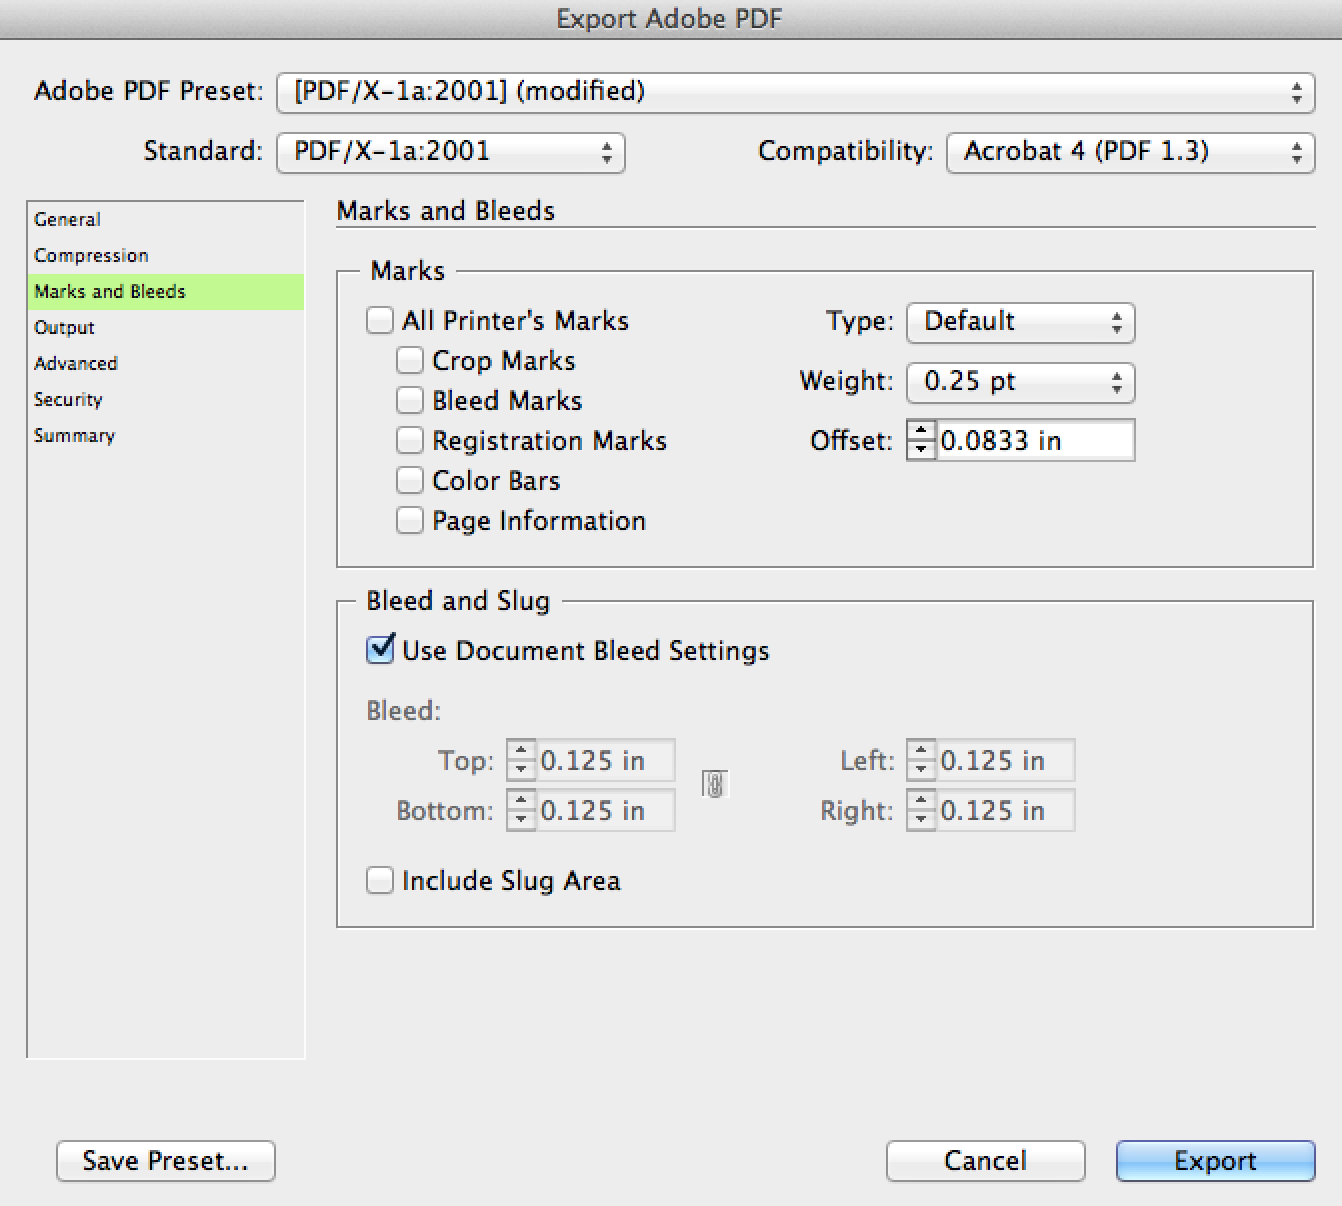 Export Adobe PDF
Adobe PDF Preset: [PDF/X-1a:2001] (modified)
Standard: PDF/X-1a:2001 Compatibility: Acrobat 4 (PDF 1.3)
General
Compression
Marks and Bleeds
Output
Advanced
Security
Summary
Marks and Bleeds
Marks
All Printer's Marks
Crop Marks
Bleed Marks
Registration Marks
Color Bars
Page Information
Type: Default
Weight: 0.25 pt
Offset: 0.0833 in
Bleed and Slug
Use Document Bleed Settings
Bleed:
Top: 0.125 in Left: 0.125 in
Bottom: 0.125 in Right: 0.125 in
Include Slug Area
Save Preset... Cancel Export